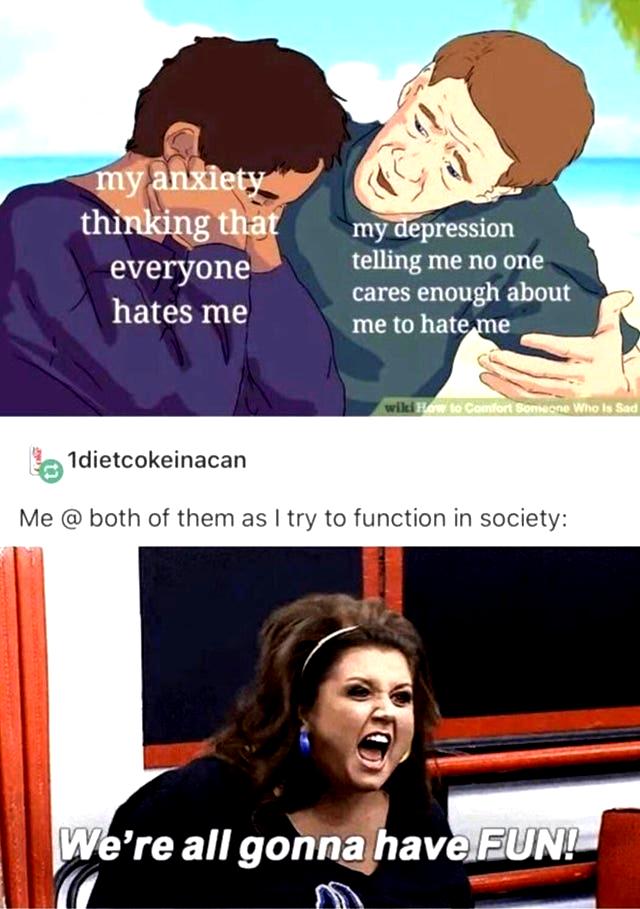 my anxiety
thinking that
everyone
hates me
my depression
telling me no one
cares enough about
me to hate me
wikiHow to Comfort Someone Who Is Sad
1dietcokeinacan
Me @ both of them as I try to function in society:
We're all gonna have FUN!